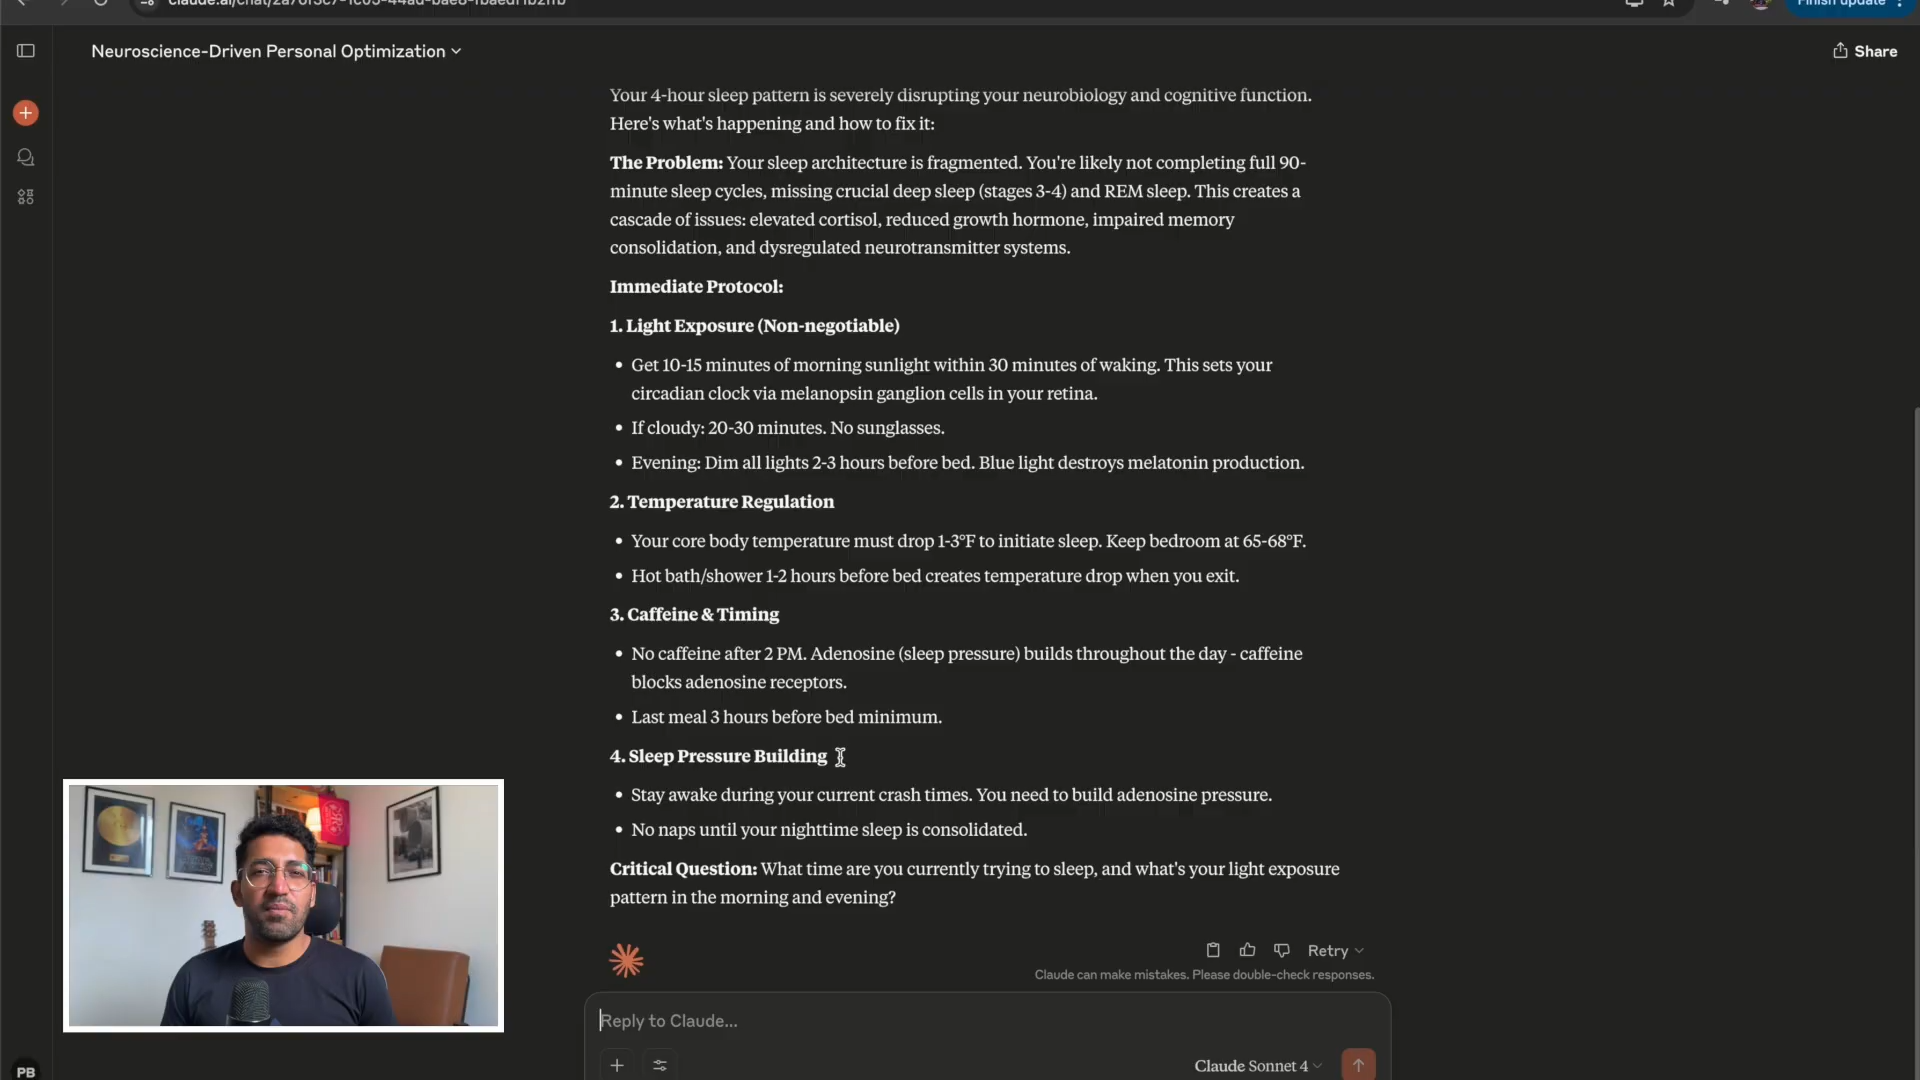 Finish update
Neuroscience-Driven Personal Optimization
Share
Your 4-hour sleep pattern is severely disrupting your neurobiology and cognitive function.
Here's what's happening and how to fix it:
The Problem: Your sleep architecture is fragmented. You're likely not completing full 90-
minute sleep cycles, missing crucial deep sleep (stages 3-4) and REM sleep. This creates a
cascade of issues: elevated cortisol, reduced growth hormone, impaired memory
consolidation, and dysregulated neurotransmitter systems.
Immediate Protocol:
1. Light Exposure (Non-negotiable)
• Get 10-15 minutes of morning sunlight within 30 minutes of waking. This sets your
circadian clock via melanopsin ganglion cells in your retina.
• If cloudy: 20-30 minutes. No sunglasses.
• Evening: Dim all lights 2-3 hours before bed. Blue light destroys melatonin production.
2. Temperature Regulation
• Your core body temperature must drop 1-3°F to initiate sleep. Keep bedroom at 65-68°F.
• Hot bath/shower 1-2 hours before bed creates temperature drop when you exit.
3. Caffeine & Timing
• No caffeine after 2 PM. Adenosine (sleep pressure) builds throughout the day - caffeine
blocks adenosine receptors.
• Last meal 3 hours before bed minimum.
4. Sleep Pressure Building
• Stay awake during your current crash times. You need to build adenosine pressure.
• No naps until your nighttime sleep is consolidated.
Critical Question: What time are you currently trying to sleep, and what's your light exposure
pattern in the morning and evening?
Retry
Claude can make mistakes. Please double-check responses.
Reply to Claude...
Claude Sonnet 4
PB